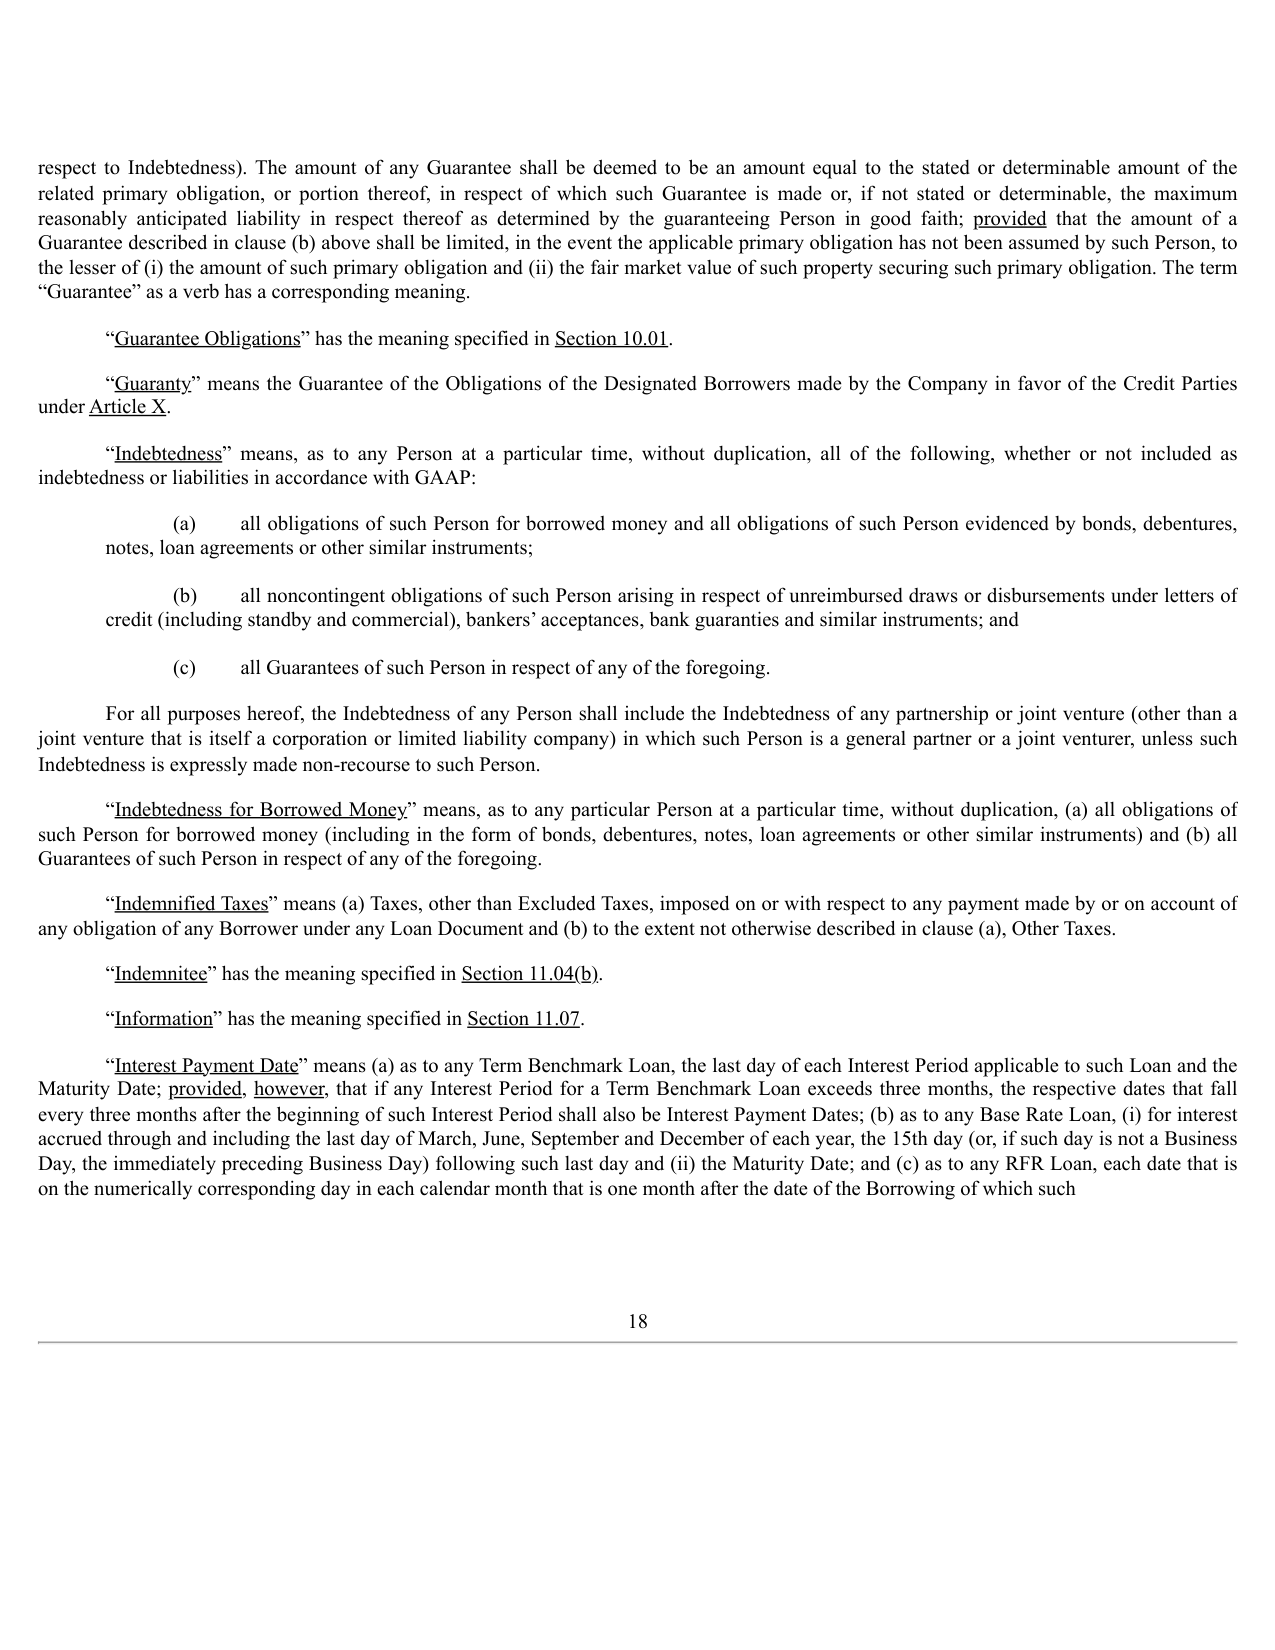 respect to Indebtedness). The amount of any Guarantee shall be deemed to be an amount equal to the stated or determinable amount of the
related primary obligation, or portion thereof, in respect of which such Guarantee is made or, if not stated or determinable, the maximum
reasonably anticipated liability in respect thereof as determined by the guaranteeing Person in good faith; provided that the amount of a
Guarantee described in clause (b) above shall be limited, in the event the applicable primary obligation has not been assumed by such Person, to
the lesser of (i) the amount of such primary obligation and (ii) the fair market value of such property securing such primary obligation. The term
“Guarantee” as a verb has a corresponding meaning.
“Guarantee Obligations” has the meaning specified in Section 10.01.
“Guaranty” means the Guarantee of the Obligations of the Designated Borrowers made by the Company in favor of the Credit Parties
under Article X.
“Indebtedness” means, as to any Person at a particular time, without duplication, all of the following, whether or not included as
indebtedness or liabilities in accordance with GAAP:
(a) all obligations of such Person for borrowed money and all obligations of such Person evidenced by bonds, debentures,
notes, loan agreements or other similar instruments;
(b) all noncontingent obligations of such Person arising in respect of unreimbursed draws or disbursements under letters of
credit (including standby and commercial), bankers’ acceptances, bank guaranties and similar instruments; and
(c) all Guarantees of such Person in respect of any of the foregoing.
For all purposes hereof, the Indebtedness of any Person shall include the Indebtedness of any partnership or joint venture (other than a
joint venture that is itself a corporation or limited liability company) in which such Person is a general partner or a joint venturer, unless such
Indebtedness is expressly made non-recourse to such Person.
“Indebtedness for Borrowed Money” means, as to any particular Person at a particular time, without duplication, (a) all obligations of
such Person for borrowed money (including in the form of bonds, debentures, notes, loan agreements or other similar instruments) and (b) all
Guarantees of such Person in respect of any of the foregoing.
“Indemnified Taxes” means (a) Taxes, other than Excluded Taxes, imposed on or with respect to any payment made by or on account of
any obligation of any Borrower under any Loan Document and (b) to the extent not otherwise described in clause (a), Other Taxes.
“Indemnitee” has the meaning specified in Section 11.04(b).
“Information” has the meaning specified in Section 11.07.
“Interest Payment Date” means (a) as to any Term Benchmark Loan, the last day of each Interest Period applicable to such Loan and the
Maturity Date; provided, however, that if any Interest Period for a Term Benchmark Loan exceeds three months, the respective dates that fall
every three months after the beginning of such Interest Period shall also be Interest Payment Dates; (b) as to any Base Rate Loan, (i) for interest
accrued through and including the last day of March, June, September and December of each year, the 15th day (or, if such day is not a Business
Day, the immediately preceding Business Day) following such last day and (ii) the Maturity Date; and (c) as to any RFR Loan, each date that is
on the numerically corresponding day in each calendar month that is one month after the date of the Borrowing of which such
18